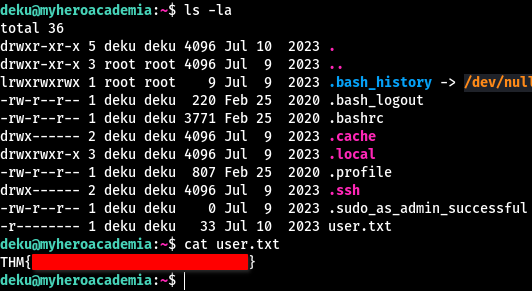 deku@myheroacademia:~$ ls -la
total 36
drwxr-xr-x 5 deku deku 4096 Jul 10  2023 .
drwxr-xr-x 3 root root 4096 Jul  9  2023 ..
lrwxrwxrwx 1 root root    9 Jul  9  2023 .bash_history -> /dev/null
-rw-r--r-- 1 deku deku  220 Feb 25  2020 .bash_logout
-rw-r--r-- 1 deku deku 3771 Feb 25  2020 .bashrc
drwx------ 2 deku deku 4096 Jul  9  2023 .cache
drwxrwxr-x 3 deku deku 4096 Jul  9  2023 .local
-rw-r--r-- 1 deku deku  807 Feb 25  2020 .profile
drwx------ 2 deku deku 4096 Jul  9  2023 .ssh
-rw-r--r-- 1 deku deku    0 Jul  9  2023 .sudo_as_admin_successful
-r-------- 1 deku deku   33 Jul 10  2023 user.txt
deku@myheroacademia:~$ cat user.txt
THM{}
deku@myheroacademia:~$